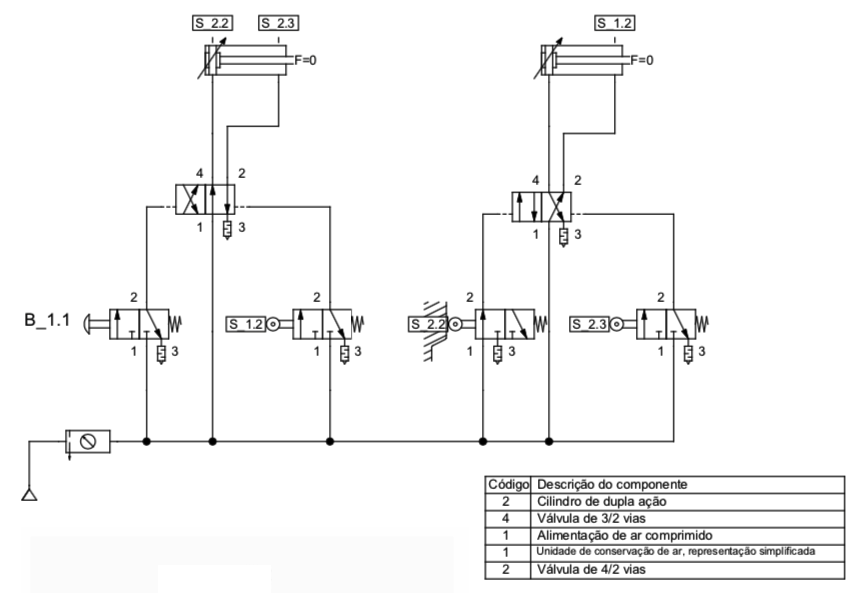 S_2.2 S_2.3 S_1.2
F=0 F=0
4 2 4 2
1 3 1 3
2 2 2 2
B_1.1 S_1.2 S_2.2 S_2.3
1 3 1 3 1 3 1 3
Código Descrição do componente
2 Cilindro de dupla ação
4 Válvula de 3/2 vias
1 Alimentação de ar comprimido
1 Unidade de conservação de ar, representação simplificada
2 Válvula de 4/2 vias